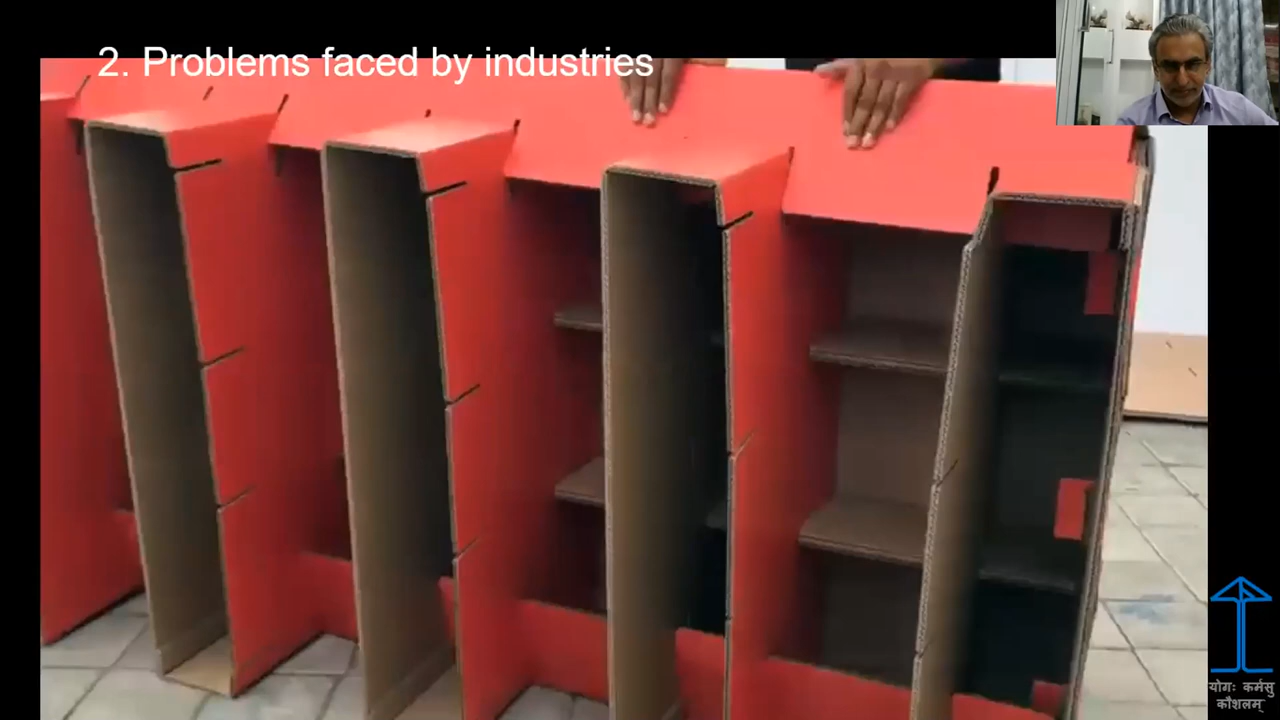 2. Problems faced by industries
योगः कर्मसु
कौशलम्